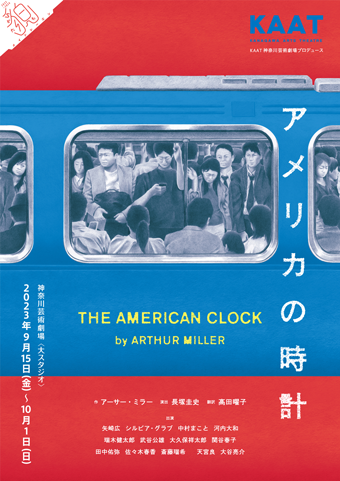 KAAT
KANAGAWA ARTS THEATRE
KAAT 神奈川芸術劇場プロデュース
アメリカの時計
神奈川芸術劇場〈大スタジオ〉
2023年9月15日(金)~10月1日(日)
THE AMERICAN CLOCK
by ARTHUR MILLER
作 アーサー・ミラー 演出 長塚圭史 翻訳 髙田曜子
出演
矢崎広 シルビア・グラブ 中村まこと 河内大和
瑞木健太郎 武谷公雄 大久保祥太郎 関谷春子
田中佑弥 佐々木春香 斎藤瑠希 天宮良 大谷亮介